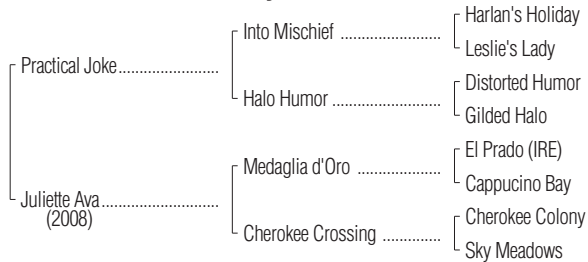 Harlan's Holiday
Into Mischief
Leslie's Lady
Practical Joke
Distorted Humor
Halo Humor
Gilded Halo
El Prado (IRE)
Medaglia d'Oro
Cappucino Bay
Juliette Ava
(2008)
Cherokee Colony
Cherokee Crossing
Sky Meadows